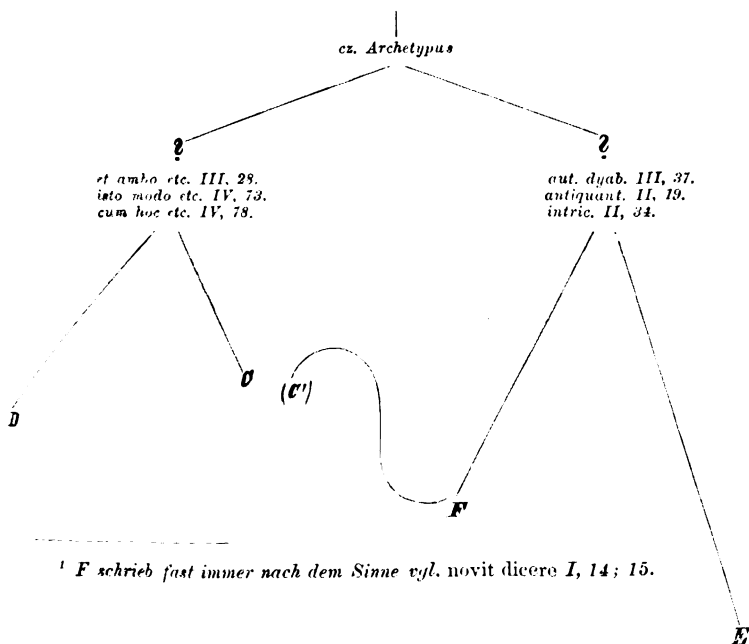 cz. Archetypus
? ?
et ambo etc. III, 28. aut. dyab. III, 37.
isto modo etc. IV, 73. antiquant. II, 19.
cum hoc etc. IV, 78. intric. II, 34.
C (C')
D
F
¹ F schrieb fast immer nach dem Sinne vgl. novit dicere I, 14; 15.
E